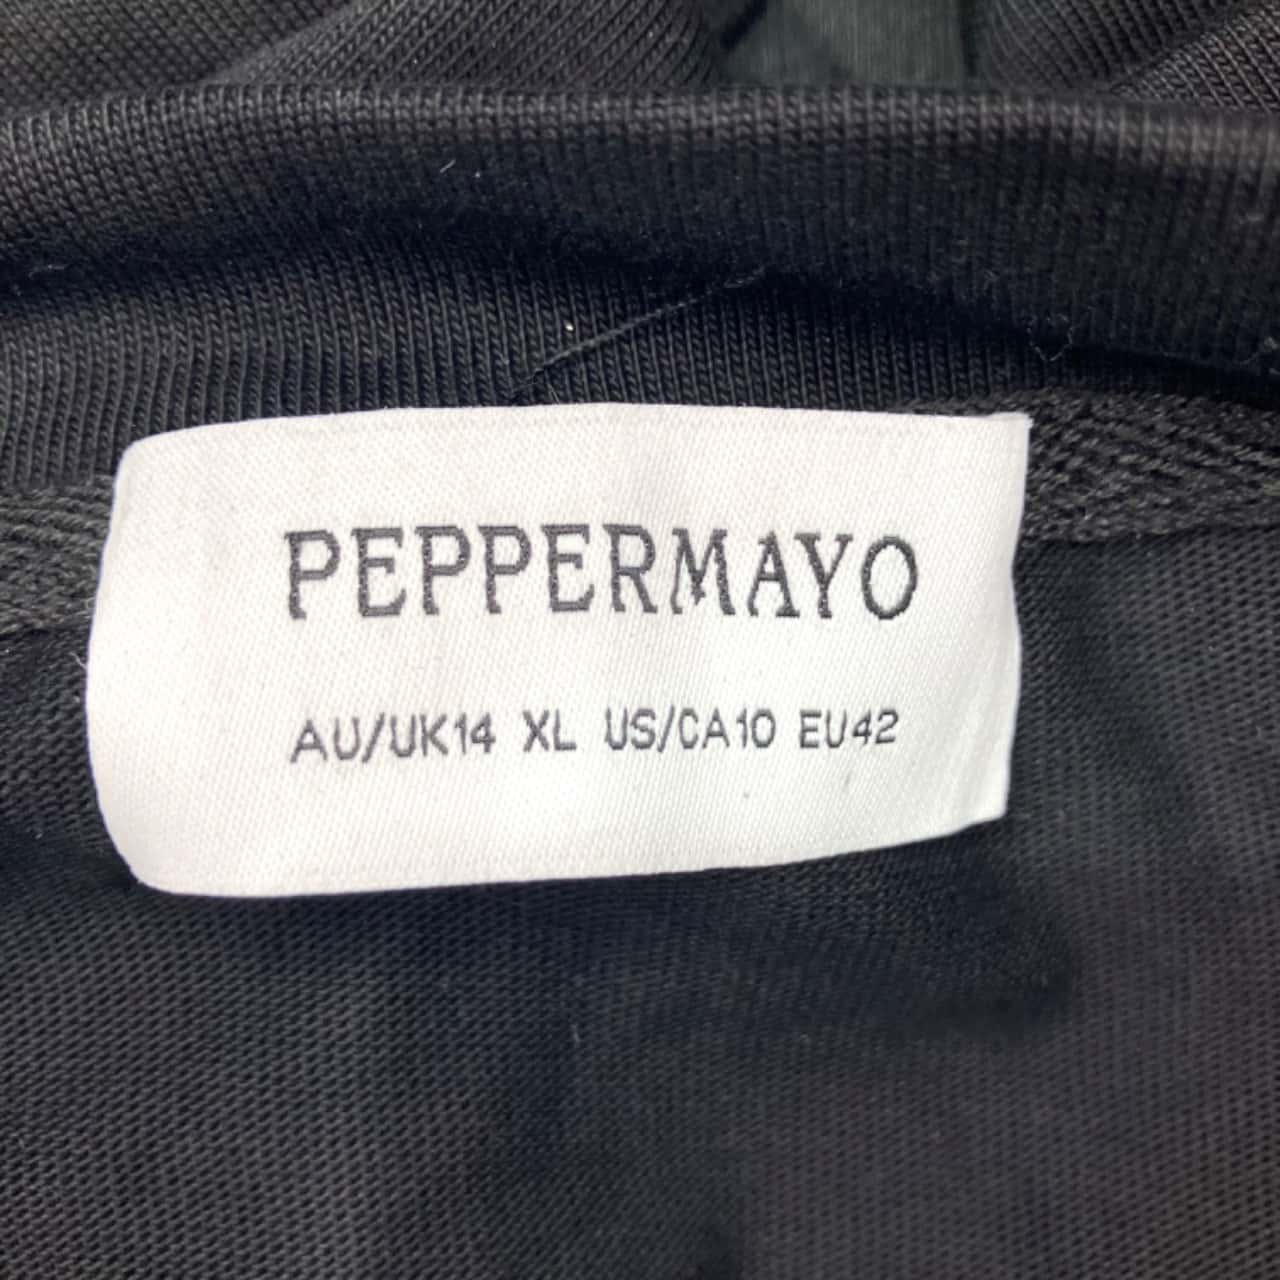 PEPPERMAYO
AU/UK14 XL US/CA10 EU42